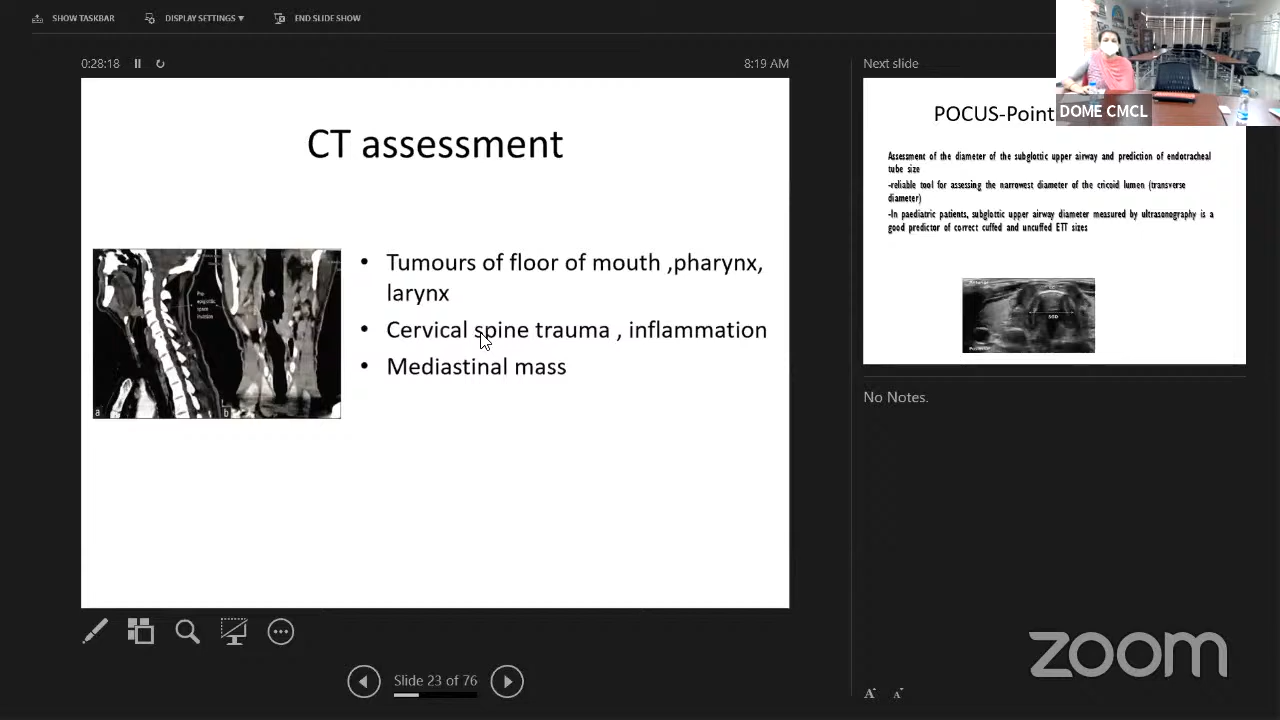 SHOW TASKBAR
DISPLAY SETTINGS ▼
END SLIDE SHOW
0:28:18
8:19 AM
Next slide
DOME CMCL
CT assessment
• Tumours of floor of mouth ,pharynx,
larynx
• Cervical spine trauma , inflammation
• Mediastinal mass
a
b
POCUS-Point
Assessment of the diameter of the subglottic upper airway and prediction of endotracheal
tube size
-reliable tool for assessing the narrowest diameter of the cricoid lumen (transverse
diameter)
-In paediatric patients, subglottic upper airway diameter measured by ultrasonography is a
good predictor of correct cuffed and uncuffed ETT sizes
No Notes.
Slide 23 of 76
zoom
A A